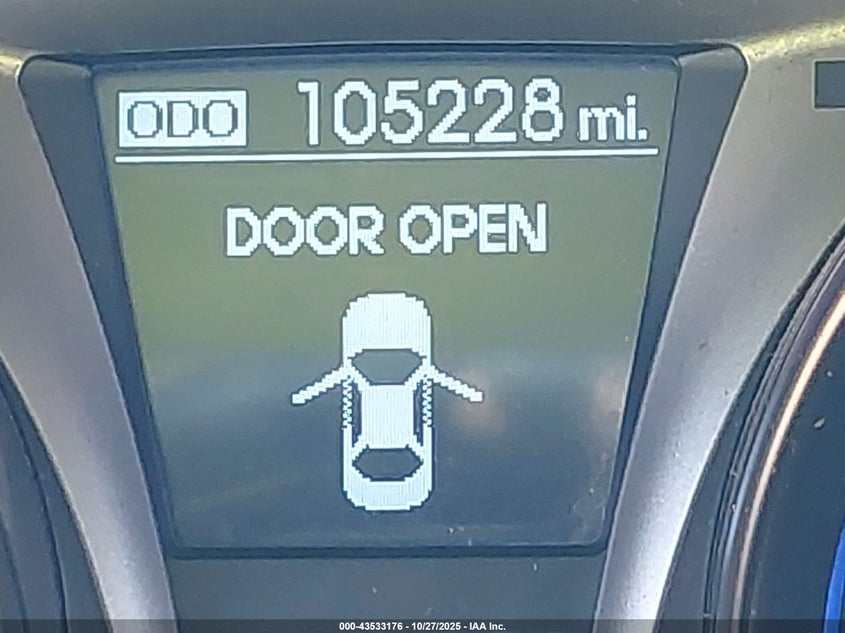 ODO 105228 mi.
DOOR OPEN
000-43533176 - 10/27/2025 - IAA Inc.